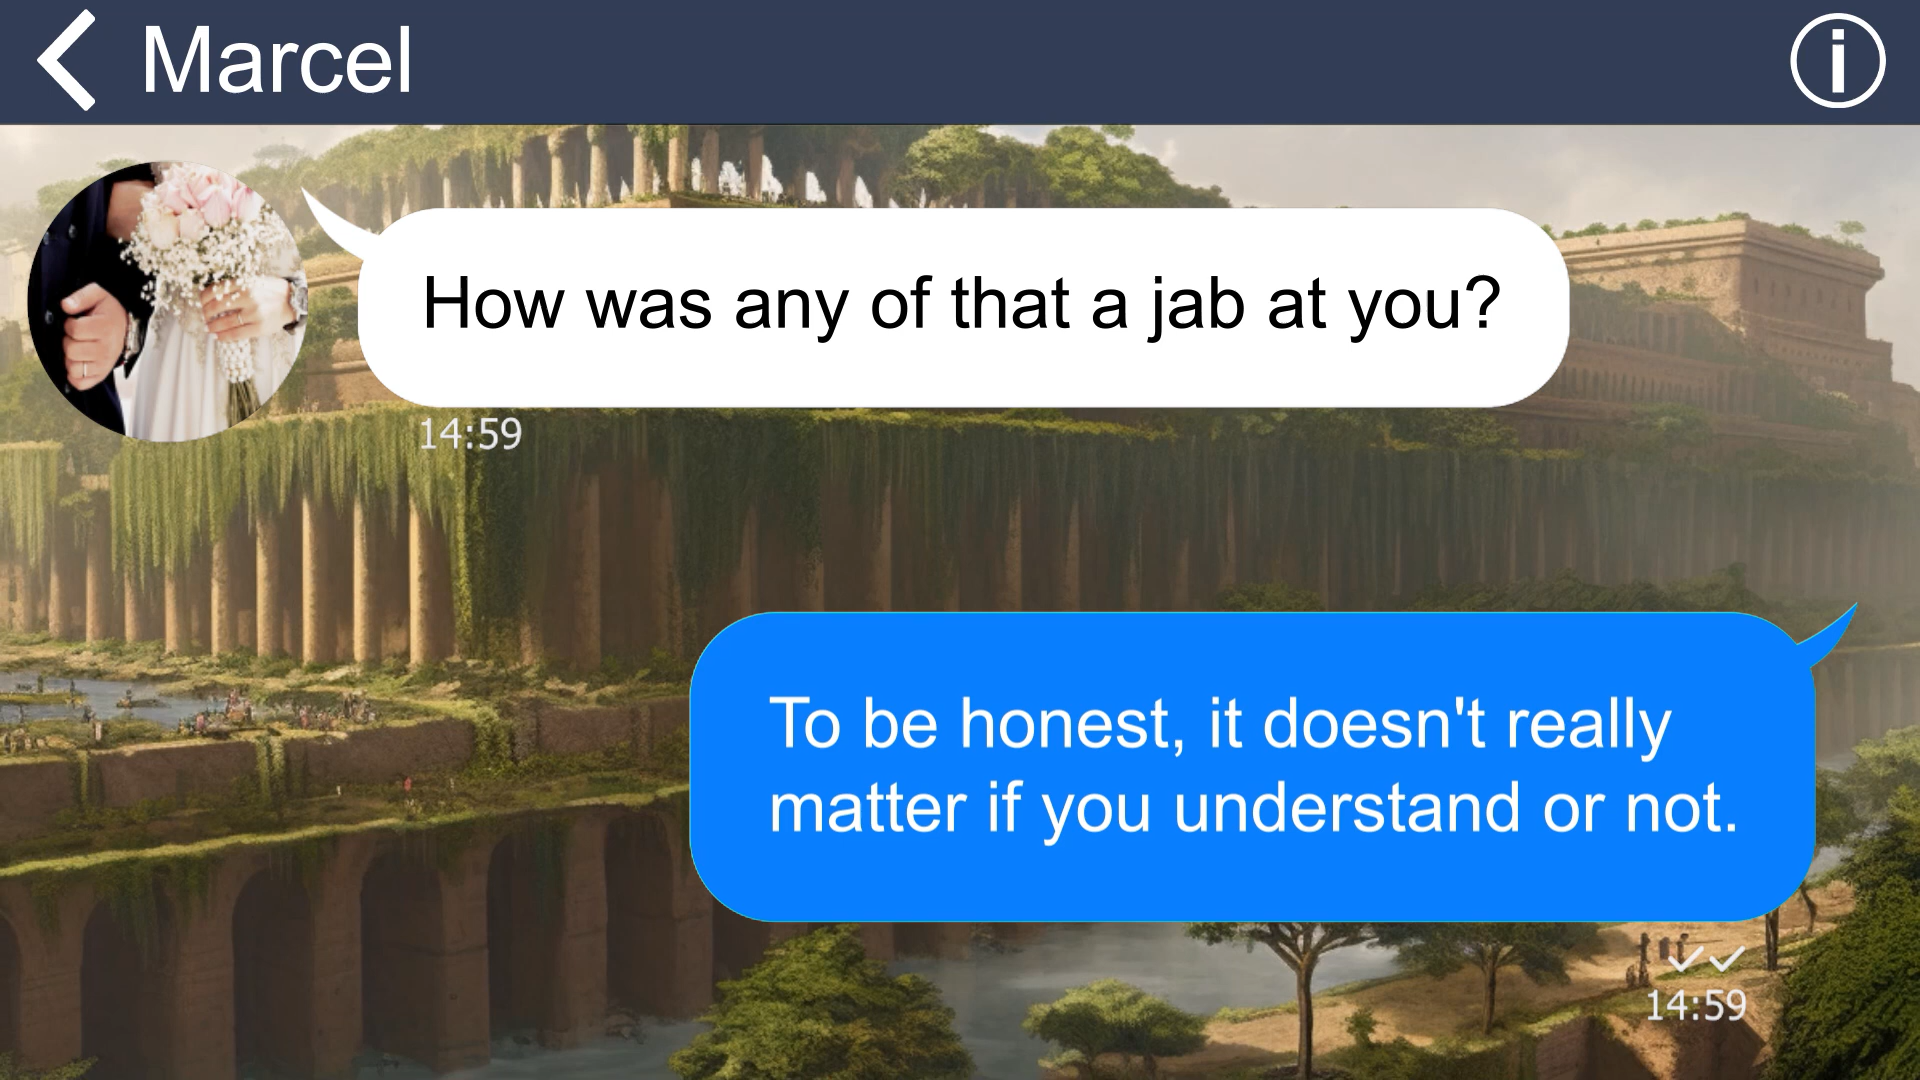 Marcel
How was any of that a jab at you?
14:59
To be honest, it doesn't really
matter if you understand or not.
14:59